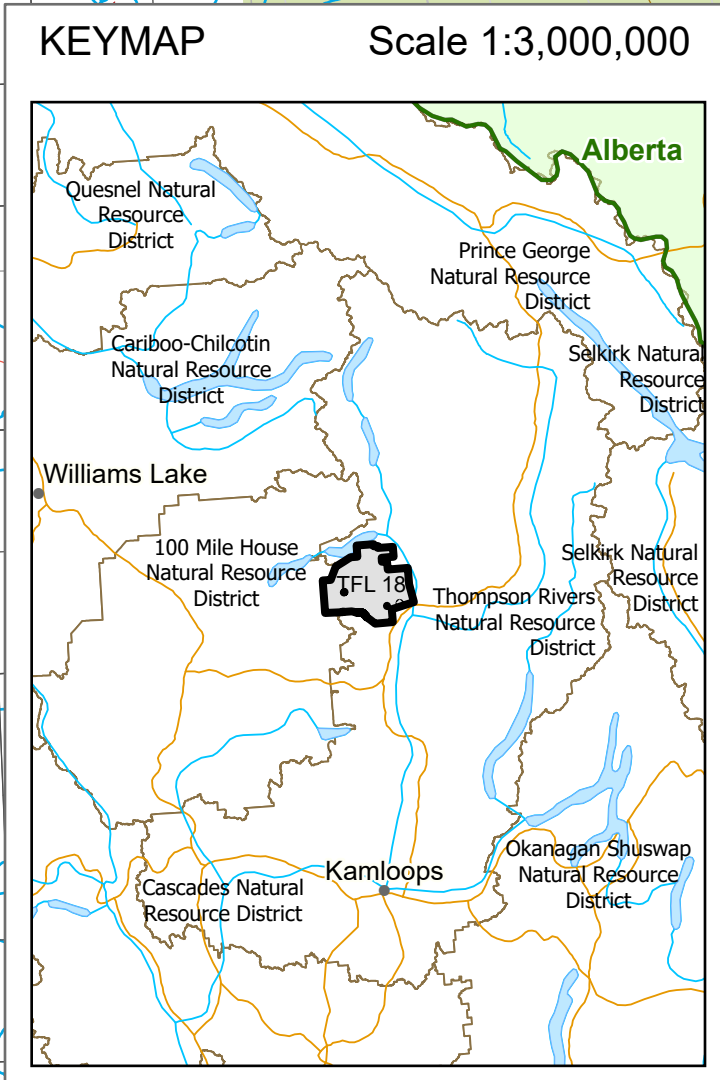 KEYMAP Scale 1:3,000,000
Alberta
Quesnel Natural
Resource
District
Prince George
Natural Resource
District
Cariboo-Chilcotin
Natural Resource
District
Selkirk Natural
Resource
District
Williams Lake
100 Mile House
Natural Resource
District
TFL 18
Selkirk Natural
Resource
District
Thompson Rivers
Natural Resource
District
Kamloops
Okanagan Shuswap
Natural Resource
District
Cascades Natural
Resource District